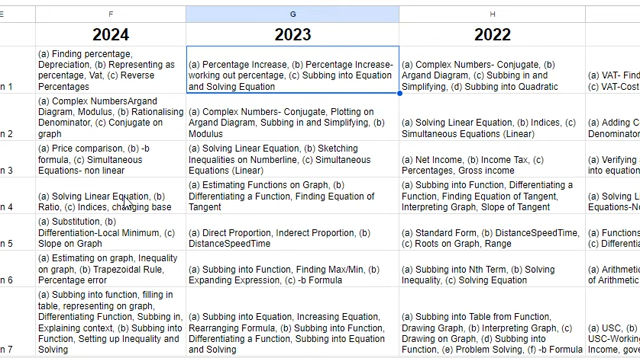 E F G H
2024 2023 2022
n 1
(a) Finding percentage,
Depreciation, (b) Representing as
percentage, Vat, (c) Reverse
Percentages
(a) Percentage Increase, (b) Percentage Increase-
working out percentage, (c) Subbing into Equation
and Solving Equation
(a) Complex Numbers- Conjugate, (b)
Argand Diagram, (c) Subbing in and
Simplifying, (d) Subbing into Quadratic
(a) VAT- Find
(c) VAT-Cost
n 2
(a) Complex NumbersArgand
Diagram, Modulus, (b) Rationalising
Denominator, (c) Conjugate on
graph
(a) Complex Numbers- Conjugate, Plotting on
Argand Diagram, Subbing in and Simplifying, (b)
Modulus
(a) Solving Linear Equation, (b) Indices, (c)
Simultaneous Equations (Linear)
(a) Adding Co
Denominator
n 3
(a) Price comparison, (b) -b
formula, (c) Simultaneous
Equations- non linear
(a) Solving Linear Equation, (b) Sketching
Inequalities on Numberline, (c) Simultaneous
Equations (Linear)
(a) Net Income, (b) Income Tax, (c)
Percentages, Gross income
(a) Verifying
into equation
n 4
(a) Solving Linear Equation, (b)
Ratio, (c) Indices, changing base
(a) Estimating Functions on Graph, (b)
Differentiating a Function, Finding Equation of
Tangent
(a) Subbing into Function, Differentiating a
Function, Finding Equation of Tangent,
Interpreting Graph, Slope of Tangent
(a) Solving Li
Equations-No
n 5
(a) Substitution, (b)
Differentiation-Local Minimum, (c)
Slope on Graph
(a) Direct Proportion, Inderect Proportion, (b)
DistanceSpeedTime
(a) Standard Form, (b) DistanceSpeedTime,
(c) Roots on Graph, Range
(a) Functions
(c) Differentia
n 6
(a) Estimating on graph, Inequality
on graph, (b) Trapezoidal Rule,
Percentage error
(a) Subbing into Function, Finding Max/Min, (b)
Expanding Expression, (c) -b Formula
(a) Subbing into Nth Term, (b) Solving
Inequality, (c) Solving Equation
(a) Arithmetic
of Arithmetic
n 7
(a) Subbing into function, filling in
table, representing on graph,
Differentiating Function, Subbing in,
Explaining context, (b) Subbing into
Function, Setting up Inequality and
Solving
(a) Subbing into Equation, Increasing Equation,
Rearranging Formula, (b) Subbing into
Function, Differentiating, Subbing into Equation
and Solving
(a) Subbing into Table from Function,
Drawing Graph, (b) Interpreting Graph, (c)
Drawing on Graph, (d) Subbing into
Function, (e) Problem Solving, (f) -b Formula
(a) USC, (b)
USC-Working
Income, gove